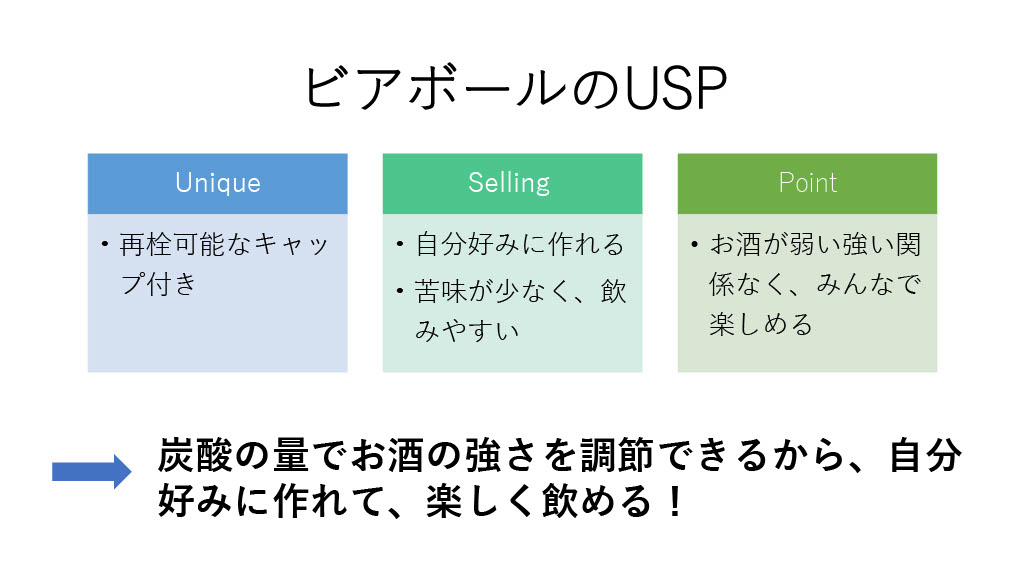 ビアボールのUSP
Unique
・再栓可能なキャッ
プ付き
Selling
・自分好みに作れる
・苦味が少なく、飲
みやすい
Point
・お酒が弱い強い関
係なく、みんなで
楽しめる
炭酸の量でお酒の強さを調節できるから、自分
好みに作れて、楽しく飲める！